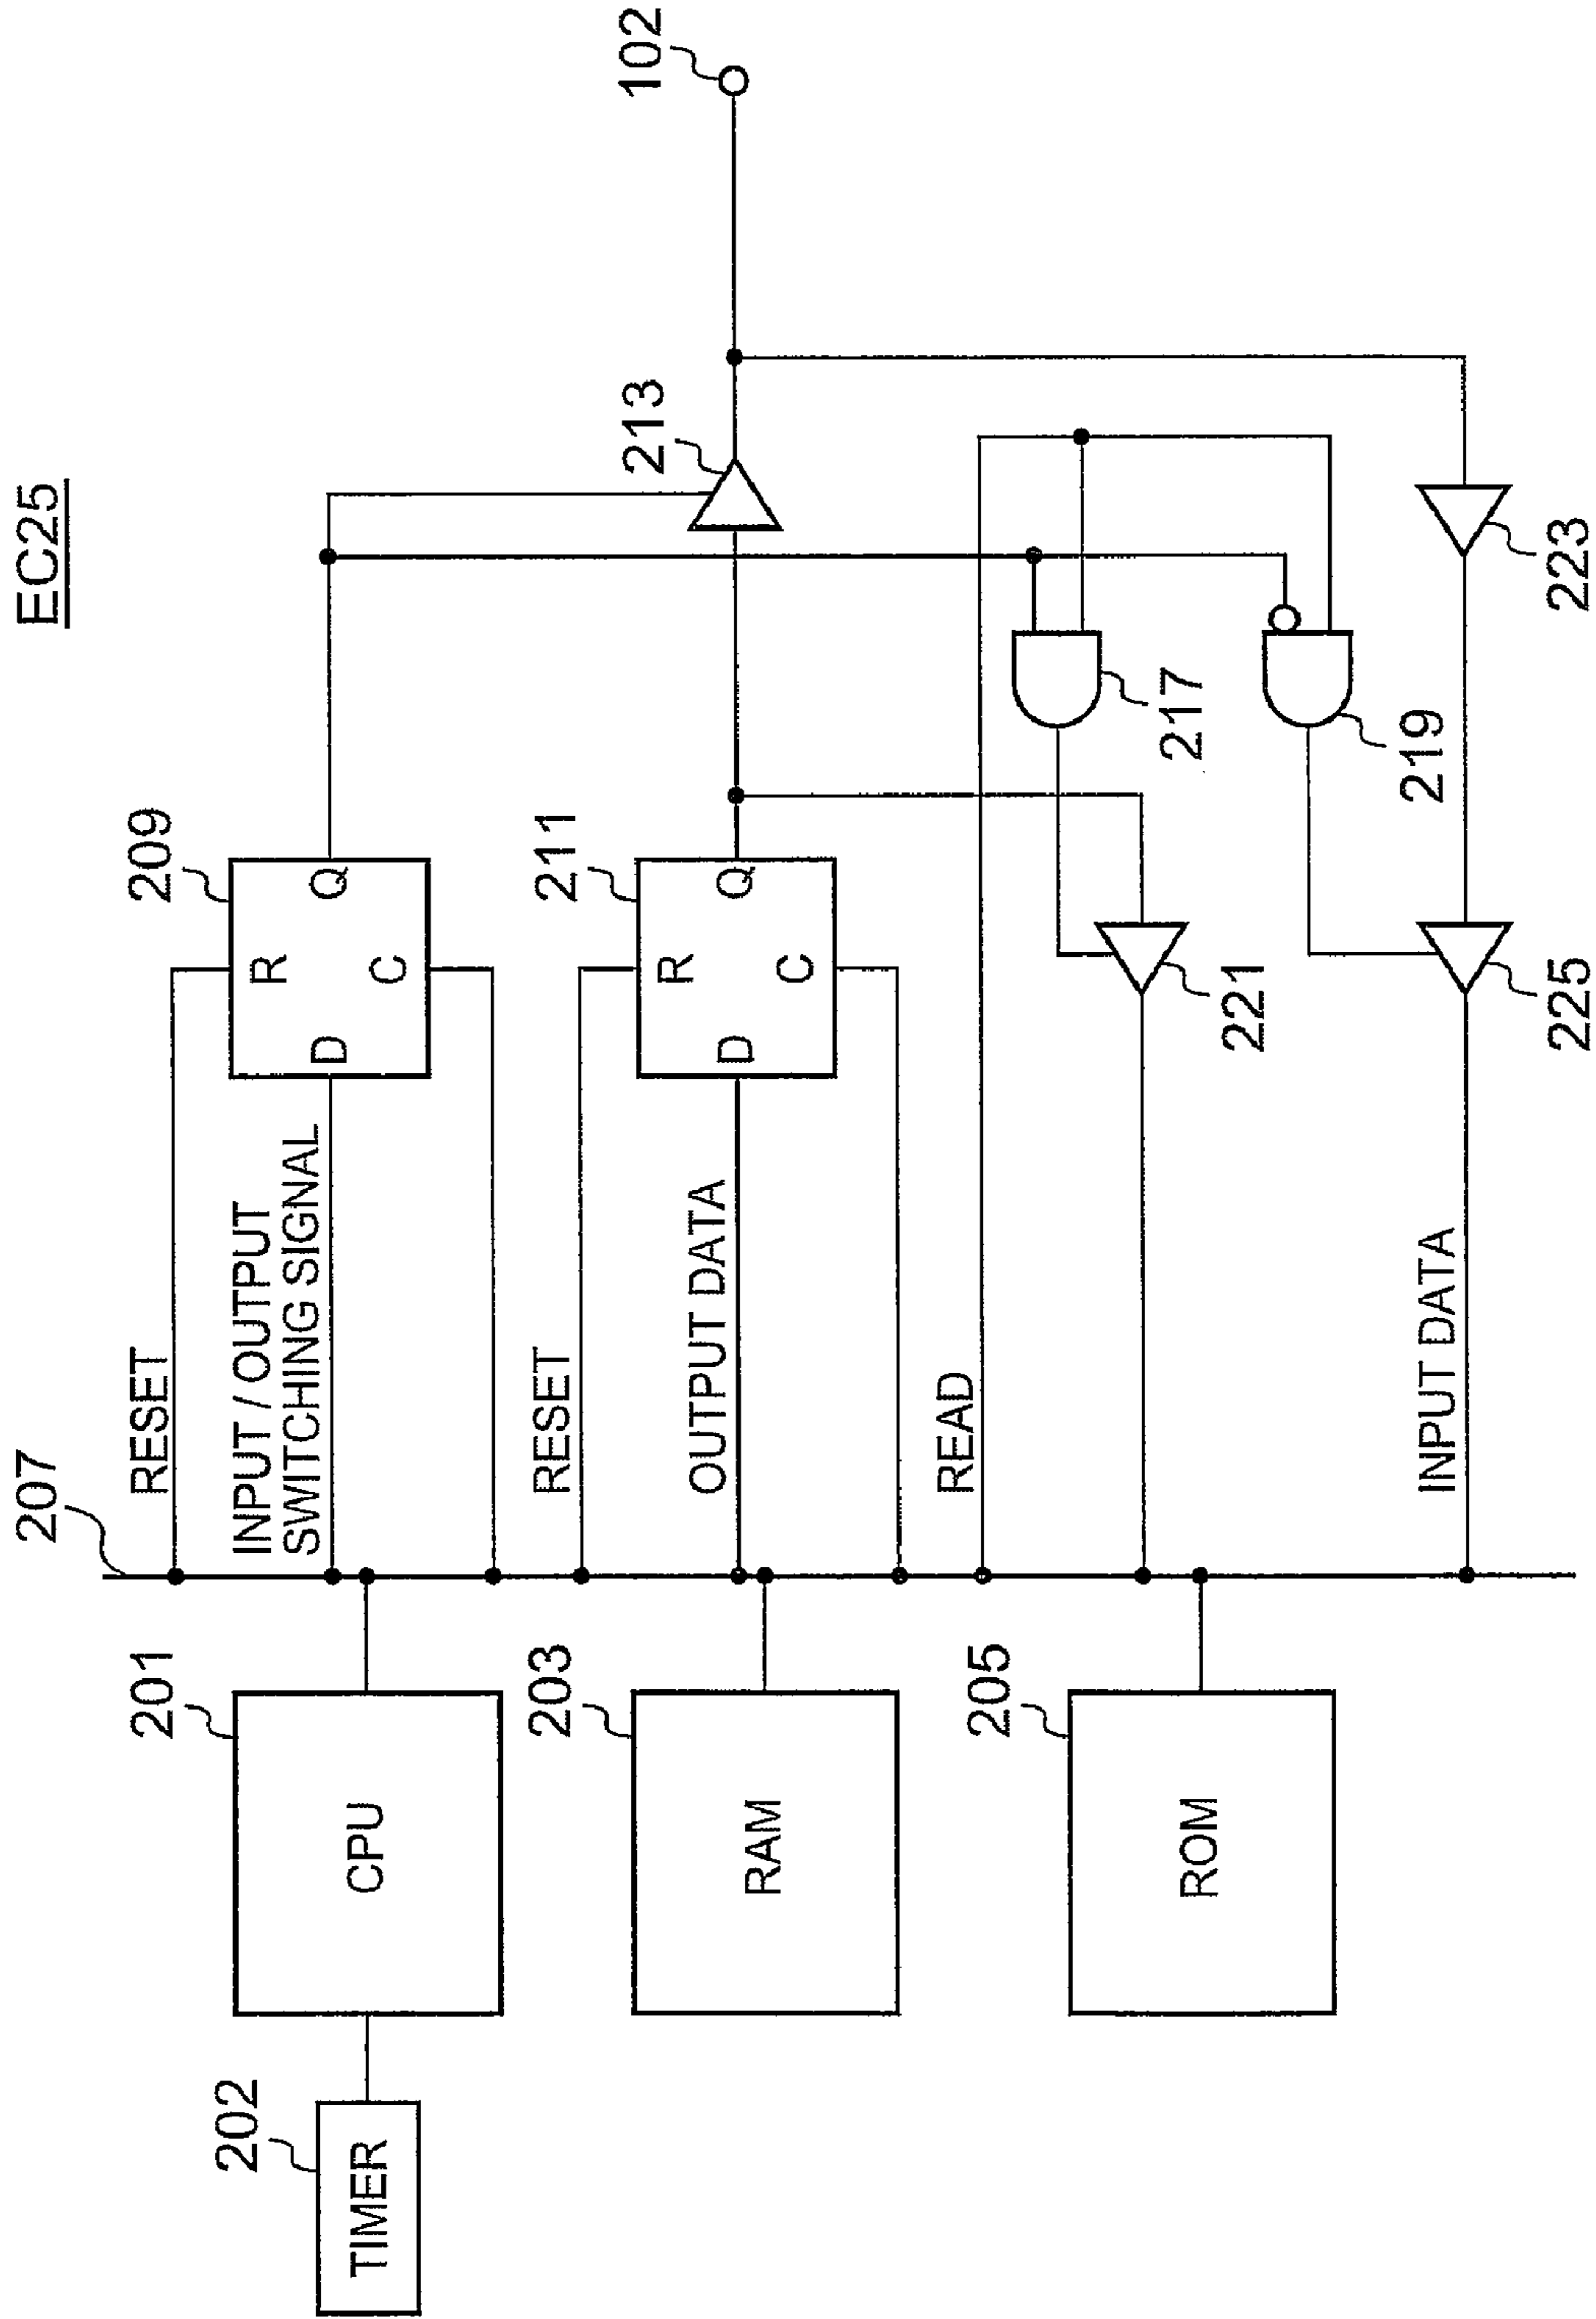 EC25
207
RESET
209
INPUT / OUTPUT
SWITCHING SIGNAL
D
R
Q
C
201
CPU
202
TIMER
RESET
211
OUTPUT DATA
D
R
Q
C
213
102
203
RAM
READ
217
221
205
ROM
219
INPUT DATA
225
223